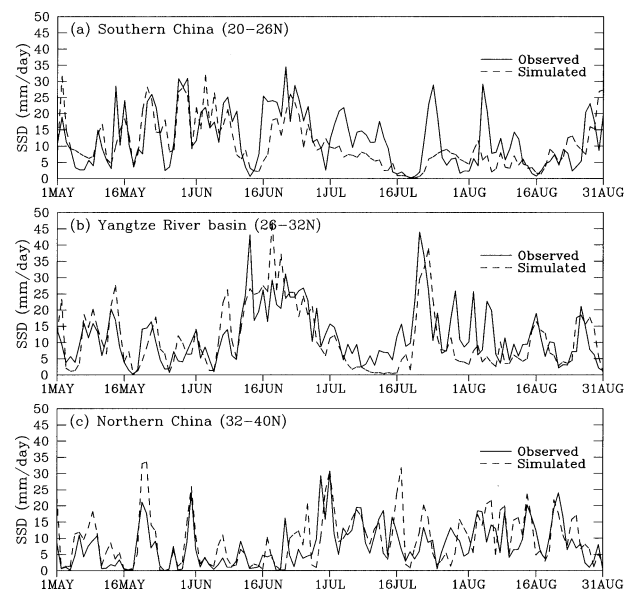 (a) Southern China (20-26N)
SSD (mm/day)
50
45
40
35
30
25
20
15
10
5
0
Observed
Simulated
1MAY 16MAY 1JUN 16JUN 1JUL 16JUL 1AUG 16AUG 31AUG
(b) Yangtze River basin (26-32N)
SSD (mm/day)
50
45
40
35
30
25
20
15
10
5
0
Observed
Simulated
1MAY 16MAY 1JUN 16JUN 1JUL 16JUL 1AUG 16AUG 31AUG
(c) Northern China (32-40N)
SSD (mm/day)
50
45
40
35
30
25
20
15
10
5
0
Observed
Simulated
1MAY 16MAY 1JUN 16JUN 1JUL 16JUL 1AUG 16AUG 31AUG